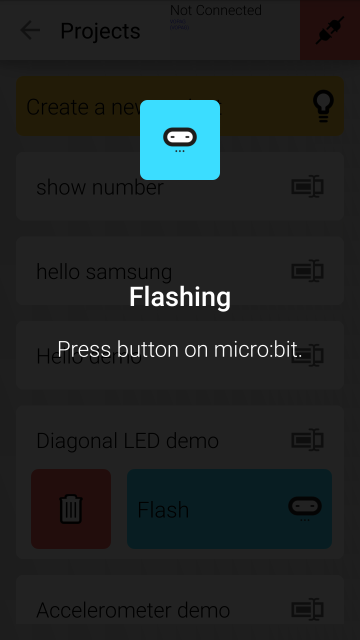 Not Connected
Projects
Create a new
show number
hello samsung
Flashing
Press button on micro:bit.
Hello demo
Diagonal LED demo
Flash
Accelerometer demo